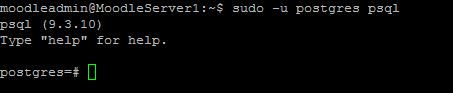 moodleadmin@MoodleServer1:~$ sudo -u postgres psql
psql (9.3.10)
Type "help" for help.

postgres=#